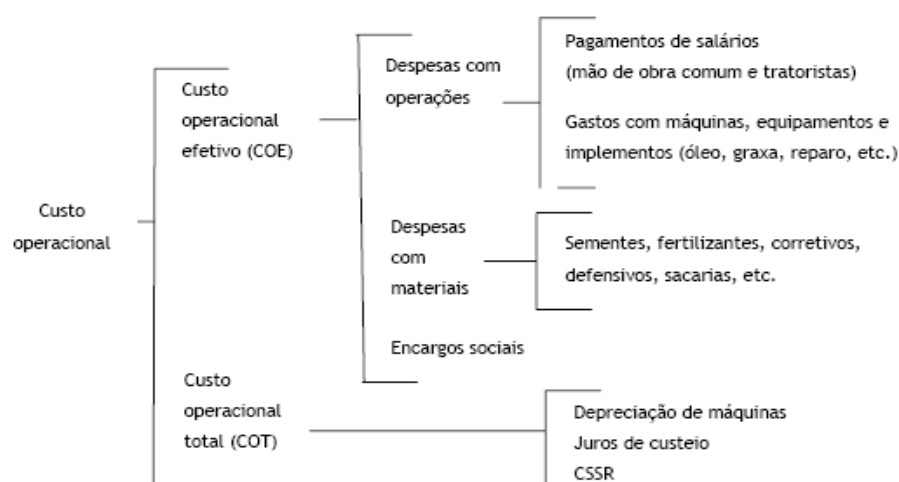 Custo
operacional
Custo
operacional
efetivo (COE)
Despesas com
operações
Pagamentos de salários
(mão de obra comum e tratoristas)
Gastos com máquinas, equipamentos e
implementos (óleo, graxa, reparo, etc.)
Despesas
com
materiais
Sementes, fertilizantes, corretivos,
defensivos, sacarias, etc.
Encargos sociais
Custo
operacional
total (COT)
Depreciação de máquinas
Juros de custeio
CSSR